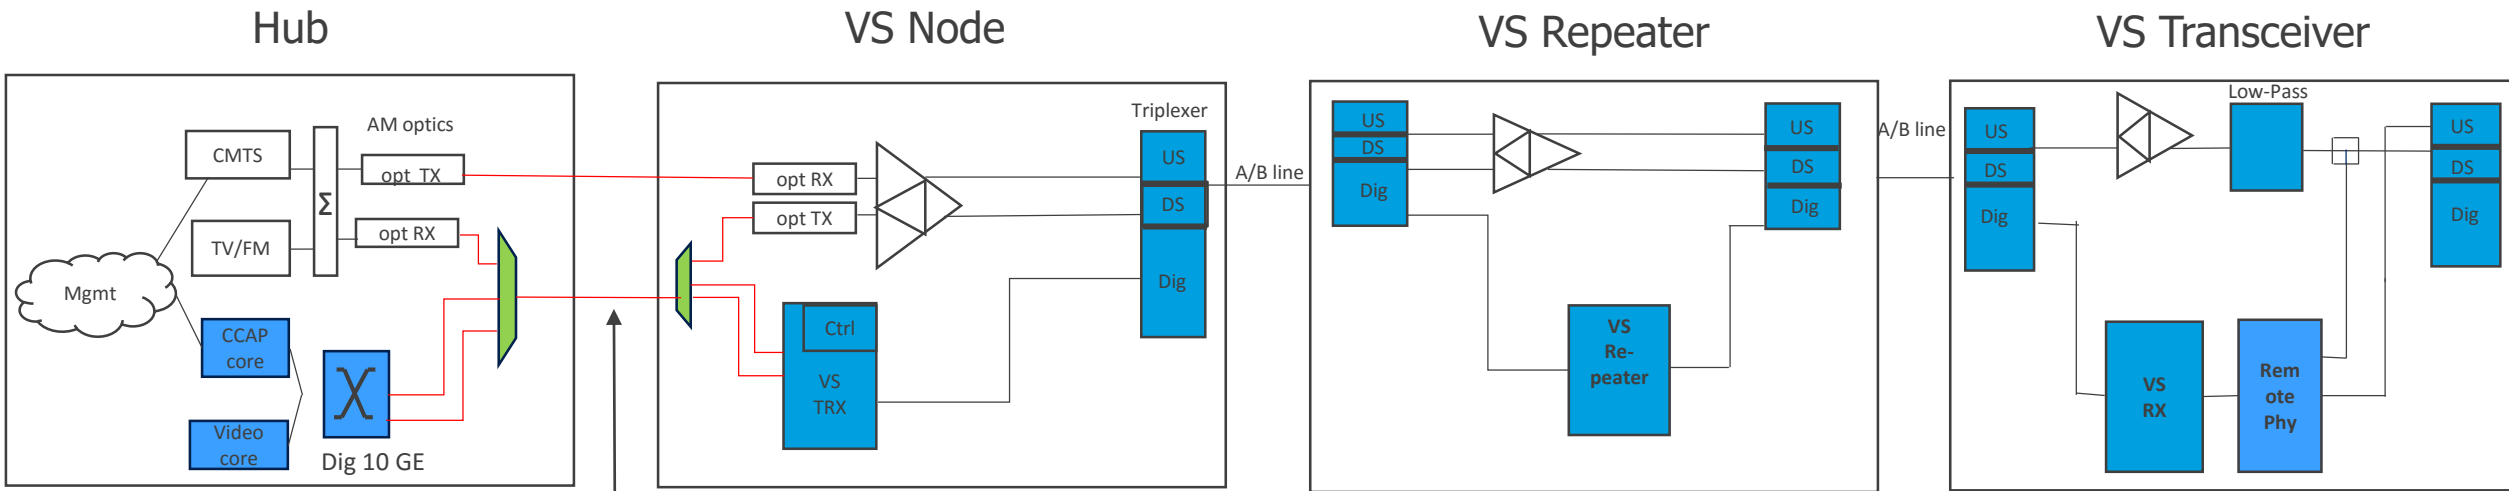 Hub
VS Node
VS Repeater
VS Transceiver
AM optics
CMTS
opt TX
Σ
TV/FM
opt RX
Mgmt
CCAP
core
Video
core
Dig 10 GE
Triplexer
opt RX
opt TX
US
DS
Dig
Ctrl
VS
TRX
A/B line
US
DS
Dig
US
DS
Dig
VS
Re-
peater
A/B line
US
DS
Dig
Low-Pass
US
DS
Dig
VS
RX
Rem
ote
Phy